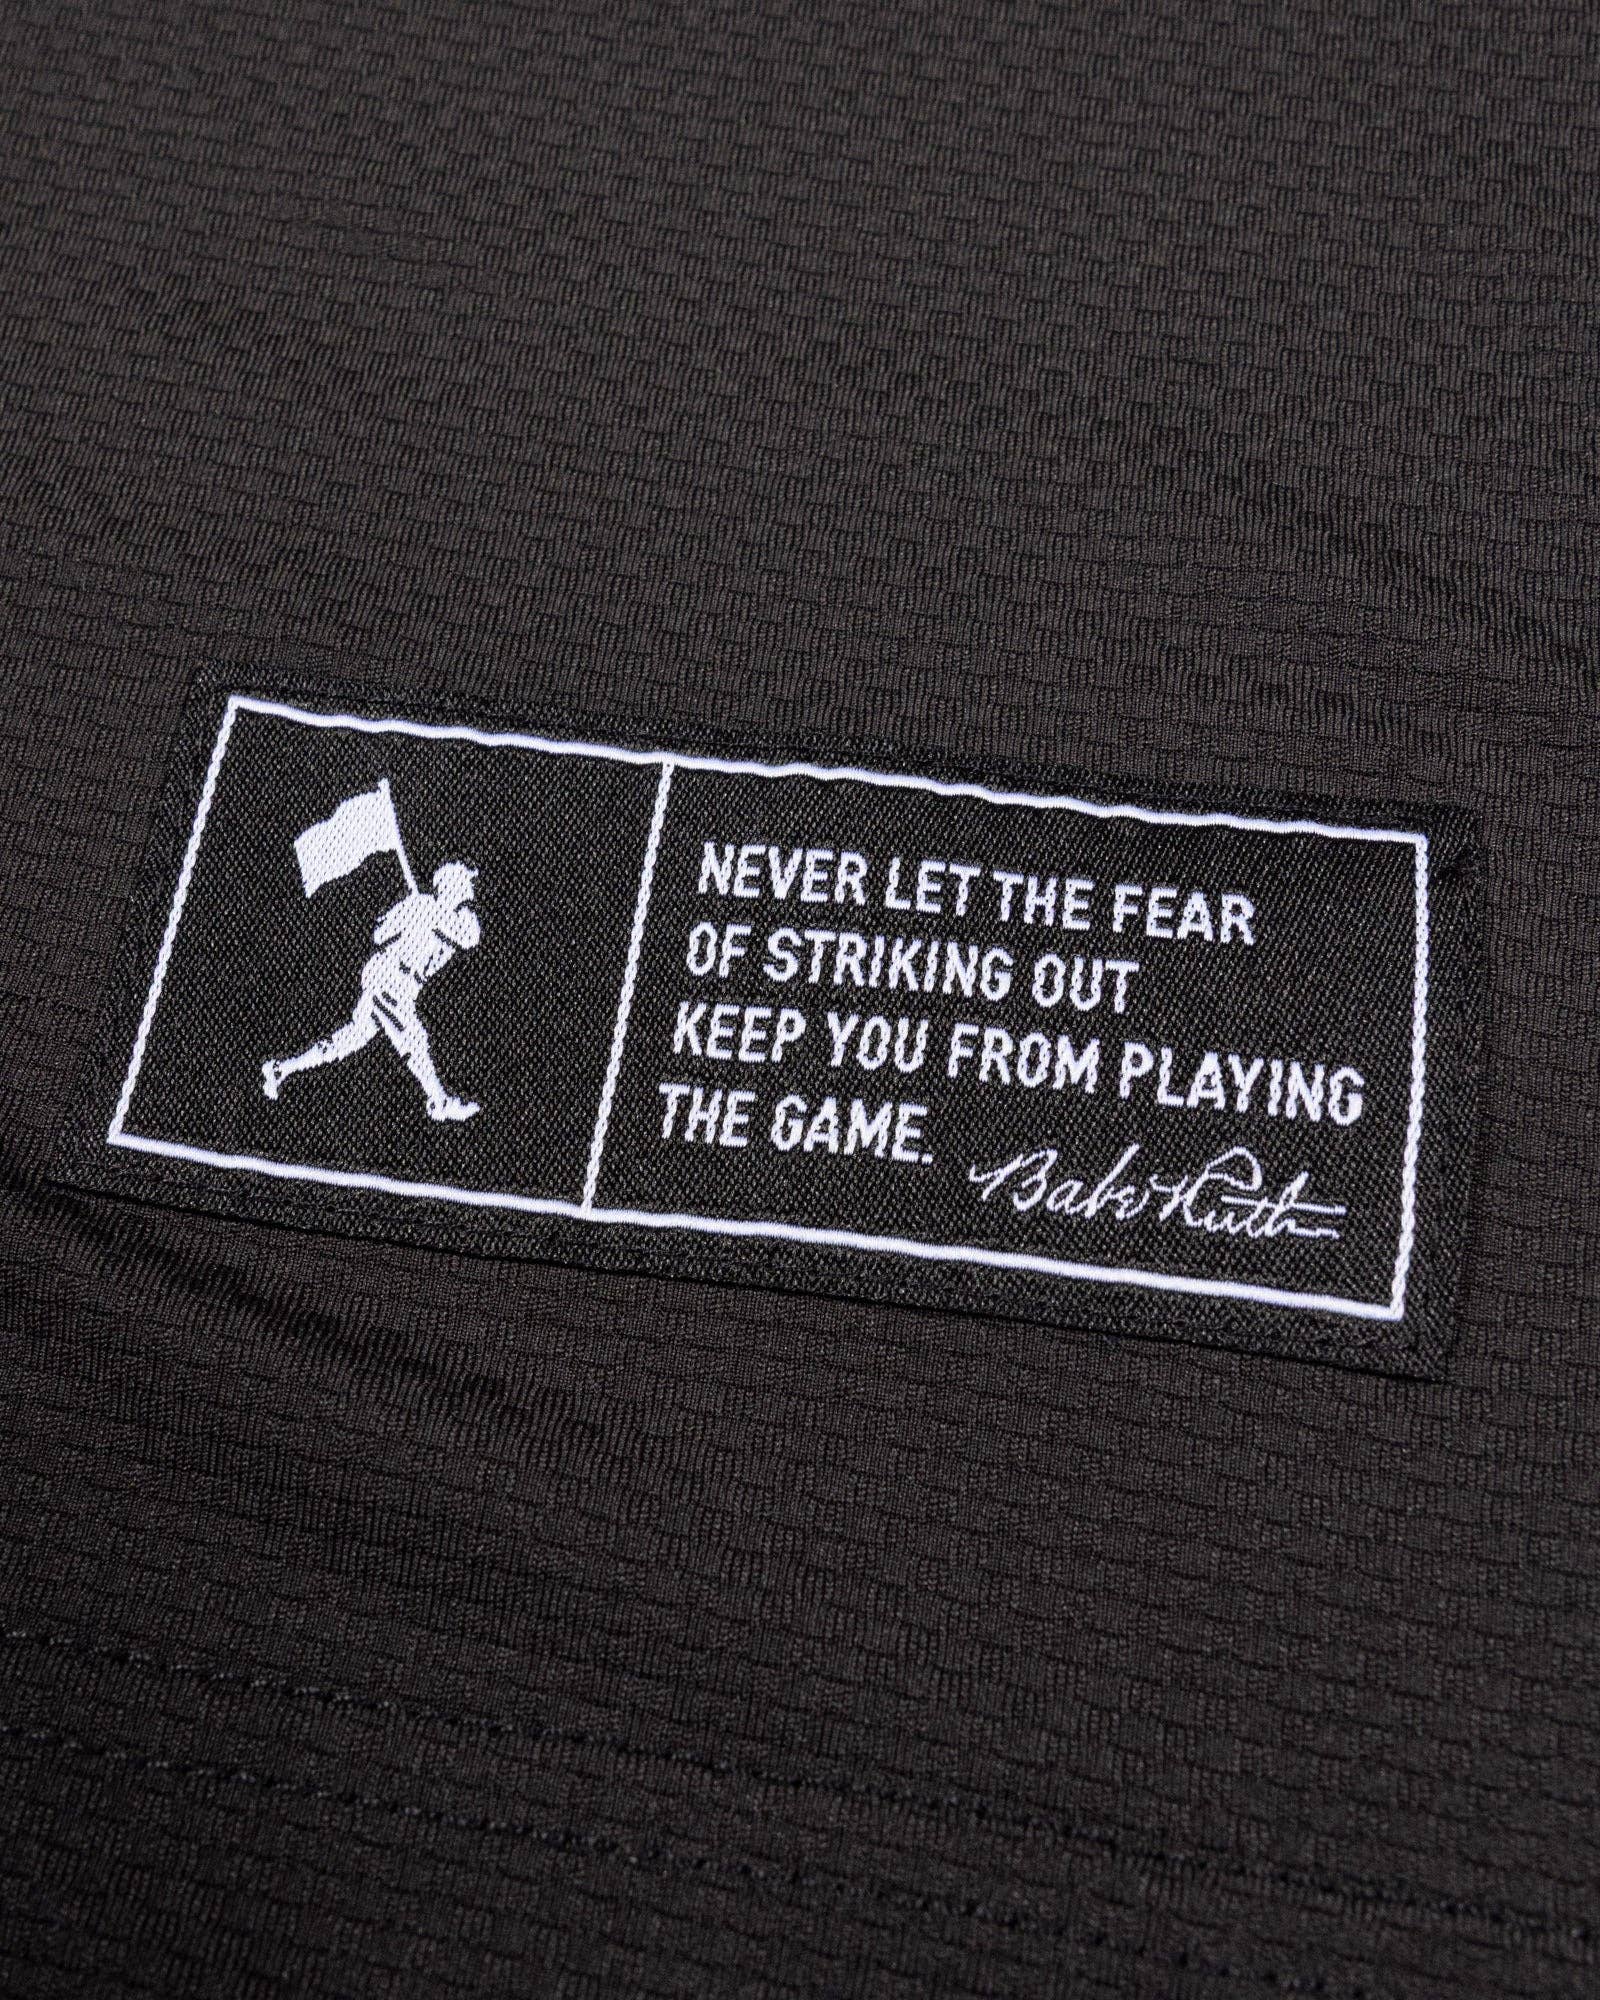 NEVER LET THE FEAR
OF STRIKING OUT
KEEP YOU FROM PLAYING
THE GAME.
Babe Ruth